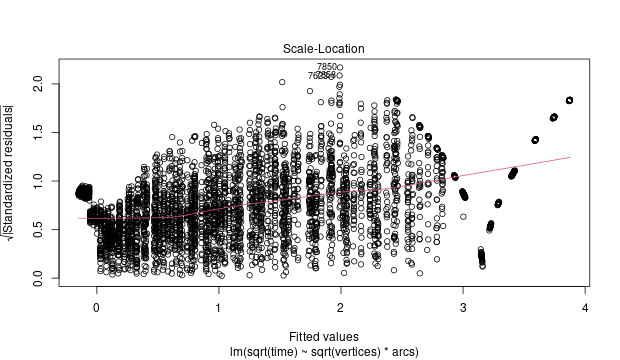 Scale-Location
√|Standardized residuals|
7850
0.0 0.5 1.0 1.5 2.0
0 1 2 3 4
Fitted values
lm(sqrt(time) ~ sqrt(vertices) * arcs)